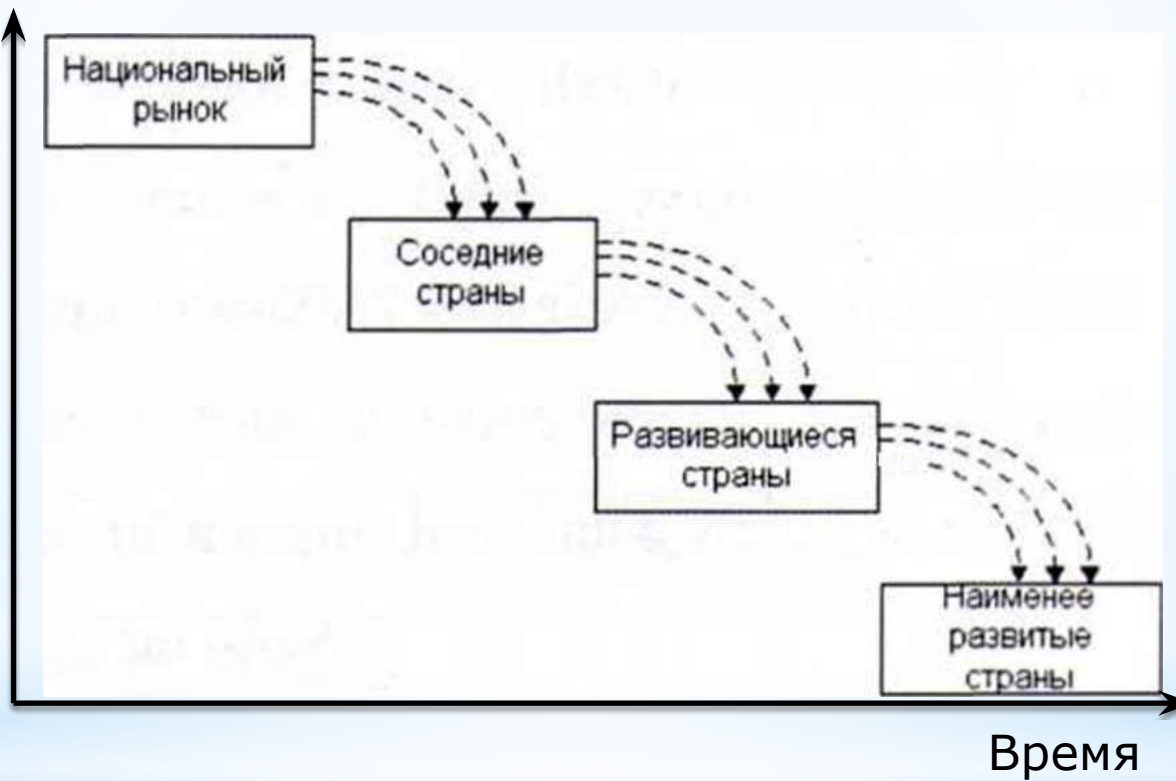 Национальный
рынок
Соседние
страны
Развивающиеся
страны
Наименее
развитые
страны
Время